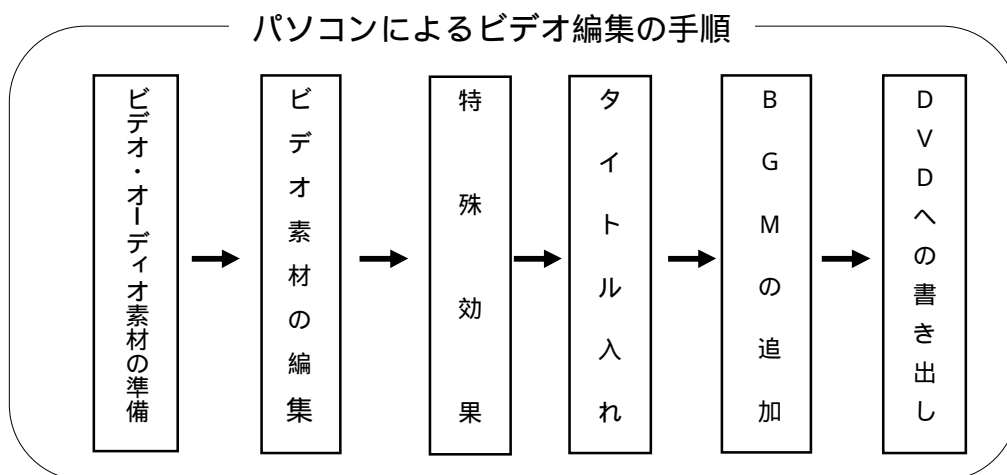 パソコンによるビデオ編集の手順
ビデオ・オーディオ素材の準備
ビデオ素材の編集
特殊効果
タイトル入れ
BGMの追加
DVDへの書き出し